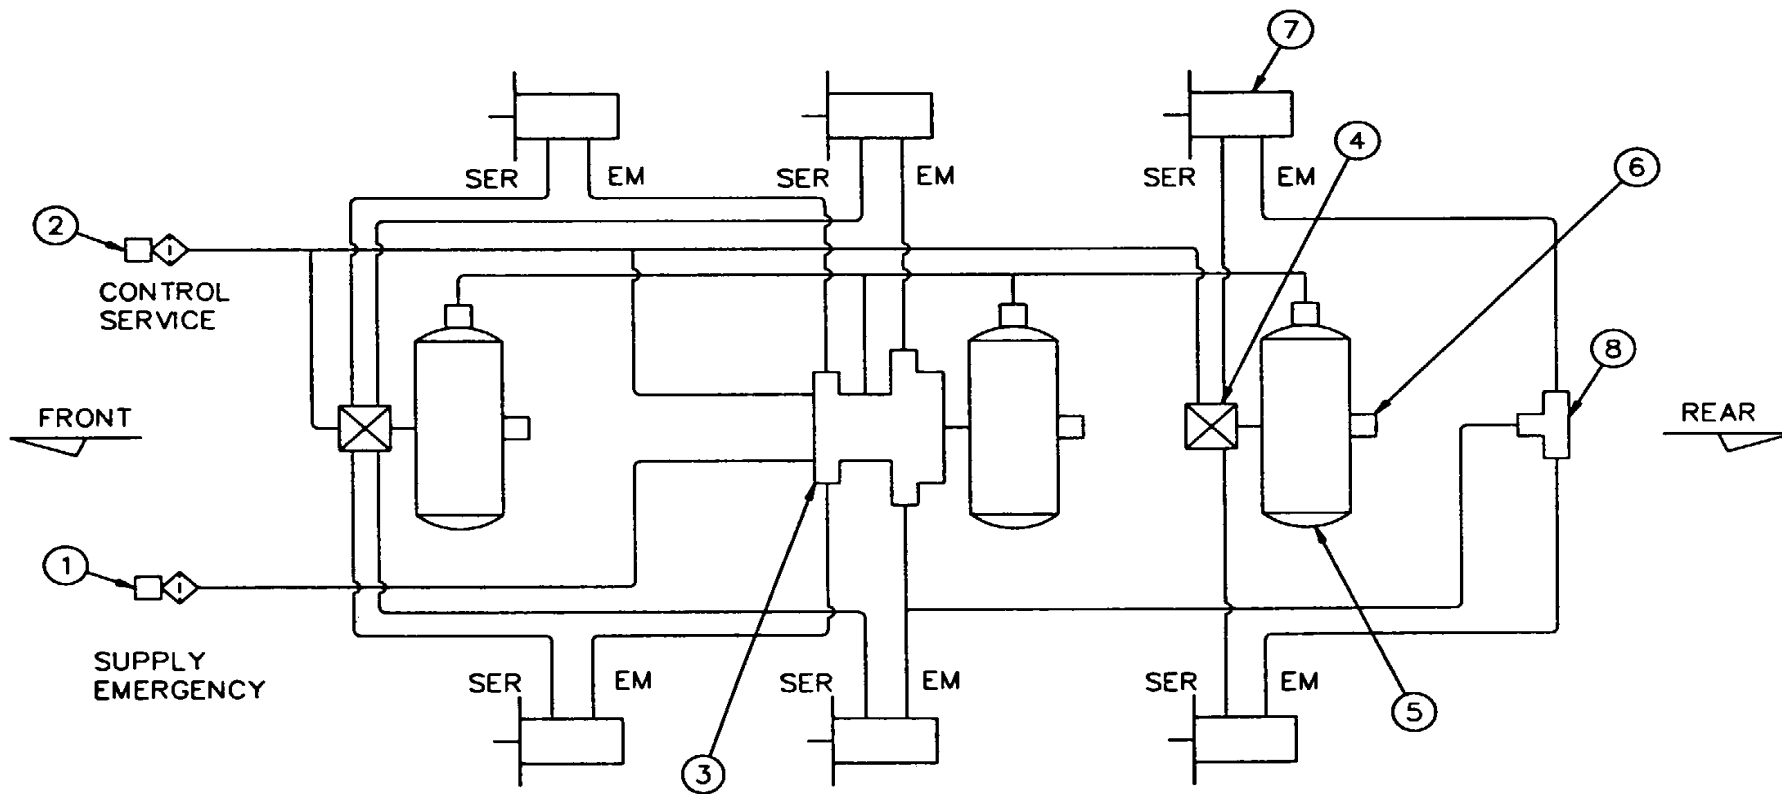 7
4
6
SER EM
SER EM
SER EM
2
CONTROL
SERVICE
8
FRONT
REAR
1
SUPPLY
EMERGENCY
SER EM
SER EM
SER EM
5
3